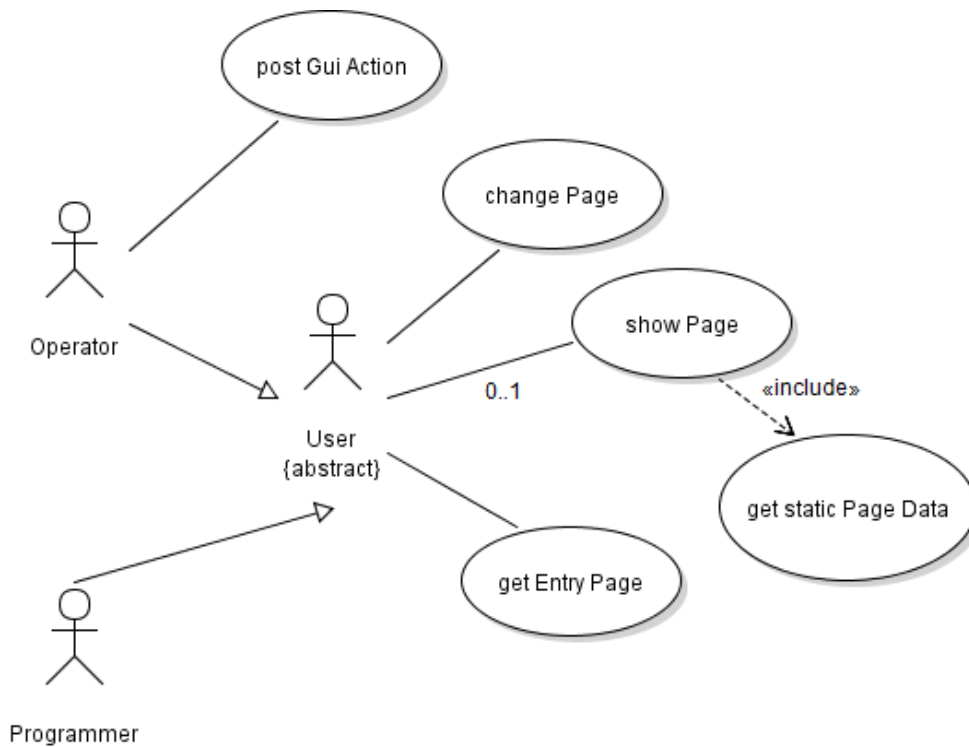 post Gui Action
change Page
show Page
Operator
0..1
«include»
User
{abstract}
get static Page Data
get Entry Page
Programmer